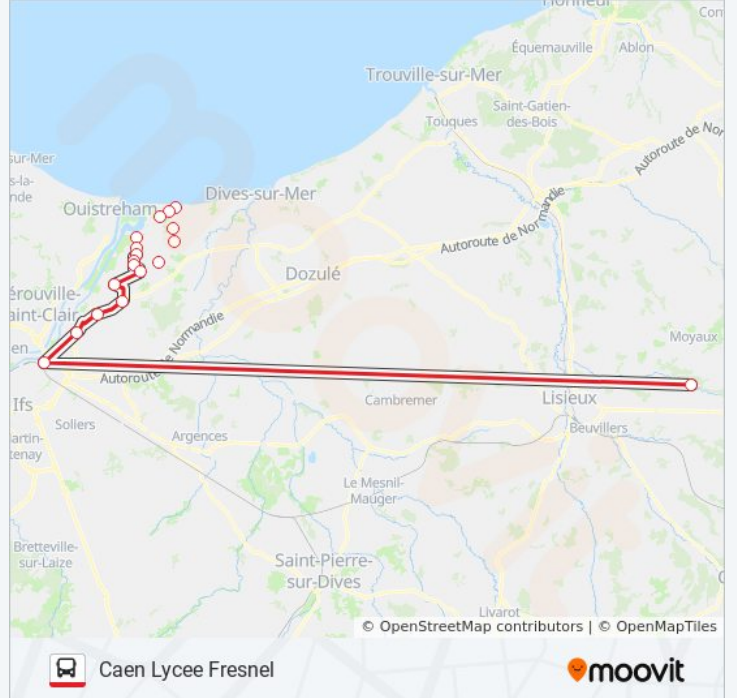 Honfleur
Équemauville
Ablon
Trouville-sur-Mer
Saint-Gatien-
des-Bois
Touques
Autoroute de Nor
sur-Mer
s-la-
nde
Dives-sur-Mer
Ouistreham
Autoroute de Normandie
Dozulé
érouville-
aint-Clair
Autoroute de Normandie
Moyaux
en
Cambremer
Lisieux
Ifs
Soliers
Argences
Beuvillers
artin-
tenay
Le Mesnil-
Mauger
Bretteville-
sur-Laize
Saint-Pierre-
sur-Dives
Livarot
© OpenStreetMap contributors | © OpenMapTiles
Caen Lycee Fresnel
moovit